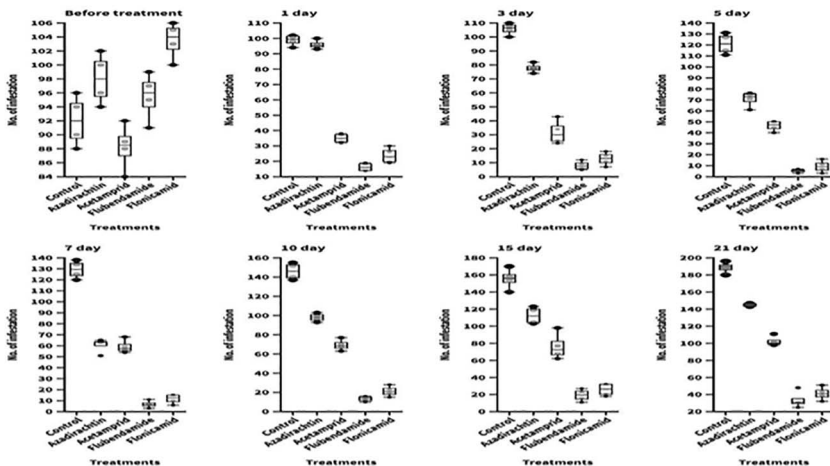 Before treatment
No. of infestation
106
104
102
100
98
96
94
92
90
88
86
84
Control
Azadirachtin
Acetamprid
Flubendamide
Flonicamid
Treatments
1 day
No. of infestation
110
100
90
80
70
60
50
40
30
20
10
Control
Azadirachtin
Acetamprid
Flubendamide
Flonicamid
Treatments
3 day
No. of infestation
110
100
90
80
70
60
50
40
30
20
10
0
Control
Azadirachtin
Acetamprid
Flubendamide
Flonicamid
Treatments
5 day
No. of infestation
140
130
120
110
100
90
80
70
60
50
40
30
20
10
0
Control
Azadirachtin
Acetamprid
Flubendamide
Flonicamid
Treatments
7 day
No. of infestation
140
130
120
110
100
90
80
70
60
50
40
30
20
10
0
Control
Azadirachtin
Acetamprid
Flubendamide
Flonicamid
Treatments
10 day
No. of infestation
160
140
120
100
80
60
40
20
0
Control
Azadirachtin
Acetamprid
Flubendamide
Flonicamid
Treatments
15 day
No. of infestation
180
160
140
120
100
80
60
40
20
0
Control
Azadirachtin
Acetamprid
Flubendamide
Flonicamid
Treatments
21 day
No. of infestation
200
180
160
140
120
100
80
60
40
20
Control
Azadirachtin
Acetamprid
Flubendamide
Flonicamid
Treatments